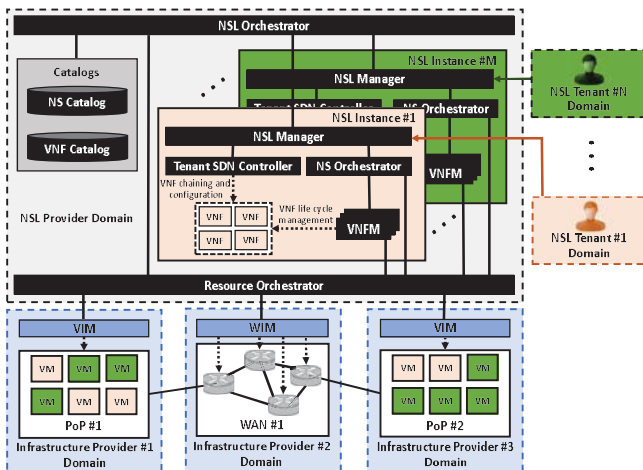 NSL Orchestrator
Catalogs
NS Catalog
VNF Catalog
NSL Provider Domain
NSL Instance #M
NSL Manager
Tenant SDN Controller
NS Orchestrator
VNFM
NSL Instance #1
NSL Manager
Tenant SDN Controller
NS Orchestrator
VNF chaining and
configuration
VNF life cycle
management
VNF VNF
VNF VNF
VNFM
NSL Tenant #N
Domain
NSL Tenant #1
Domain
Resource Orchestrator
VIM
VM VM VM
VM VM VM
PoP #1
Infrastructure Provider #1
Domain
WIM
WAN #1
Infrastructure Provider #2
Domain
VIM
VM VM VM
VM VM VM
PoP #2
Infrastructure Provider #3
Domain